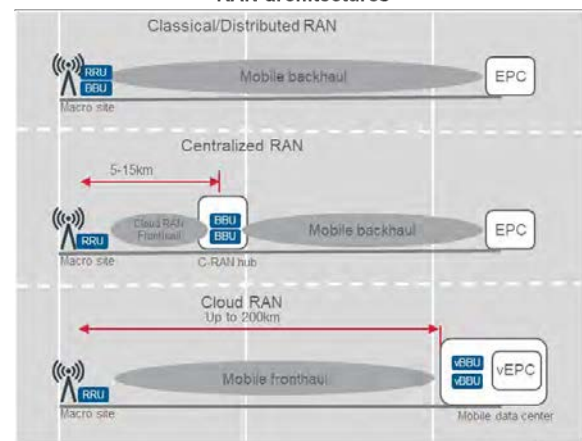 RAN architectures
Classical/Distributed RAN
RRU
BBU
Mobile backhaul
EPC
Macro site
Centralized RAN
5-15km
RRU
Cloud RAN
Fronthaul
BBU
BBU
Mobile backhaul
EPC
Macro site
C-RAN hub
Cloud RAN
Up to 200km
RRU
Mobile fronthaul
vBBU
vBBU
vEPC
Macro site
Mobile data center